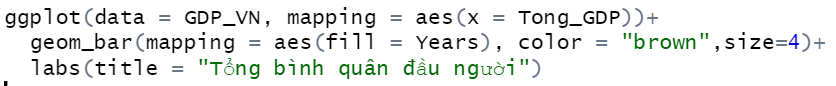 ggplot(data = GDP_VN, mapping = aes(x = Tong_GDP))+
  geom_bar(mapping = aes(fill = Years), color = "brown",size=4)+
  labs(title = "Tổng bình quân đầu người")